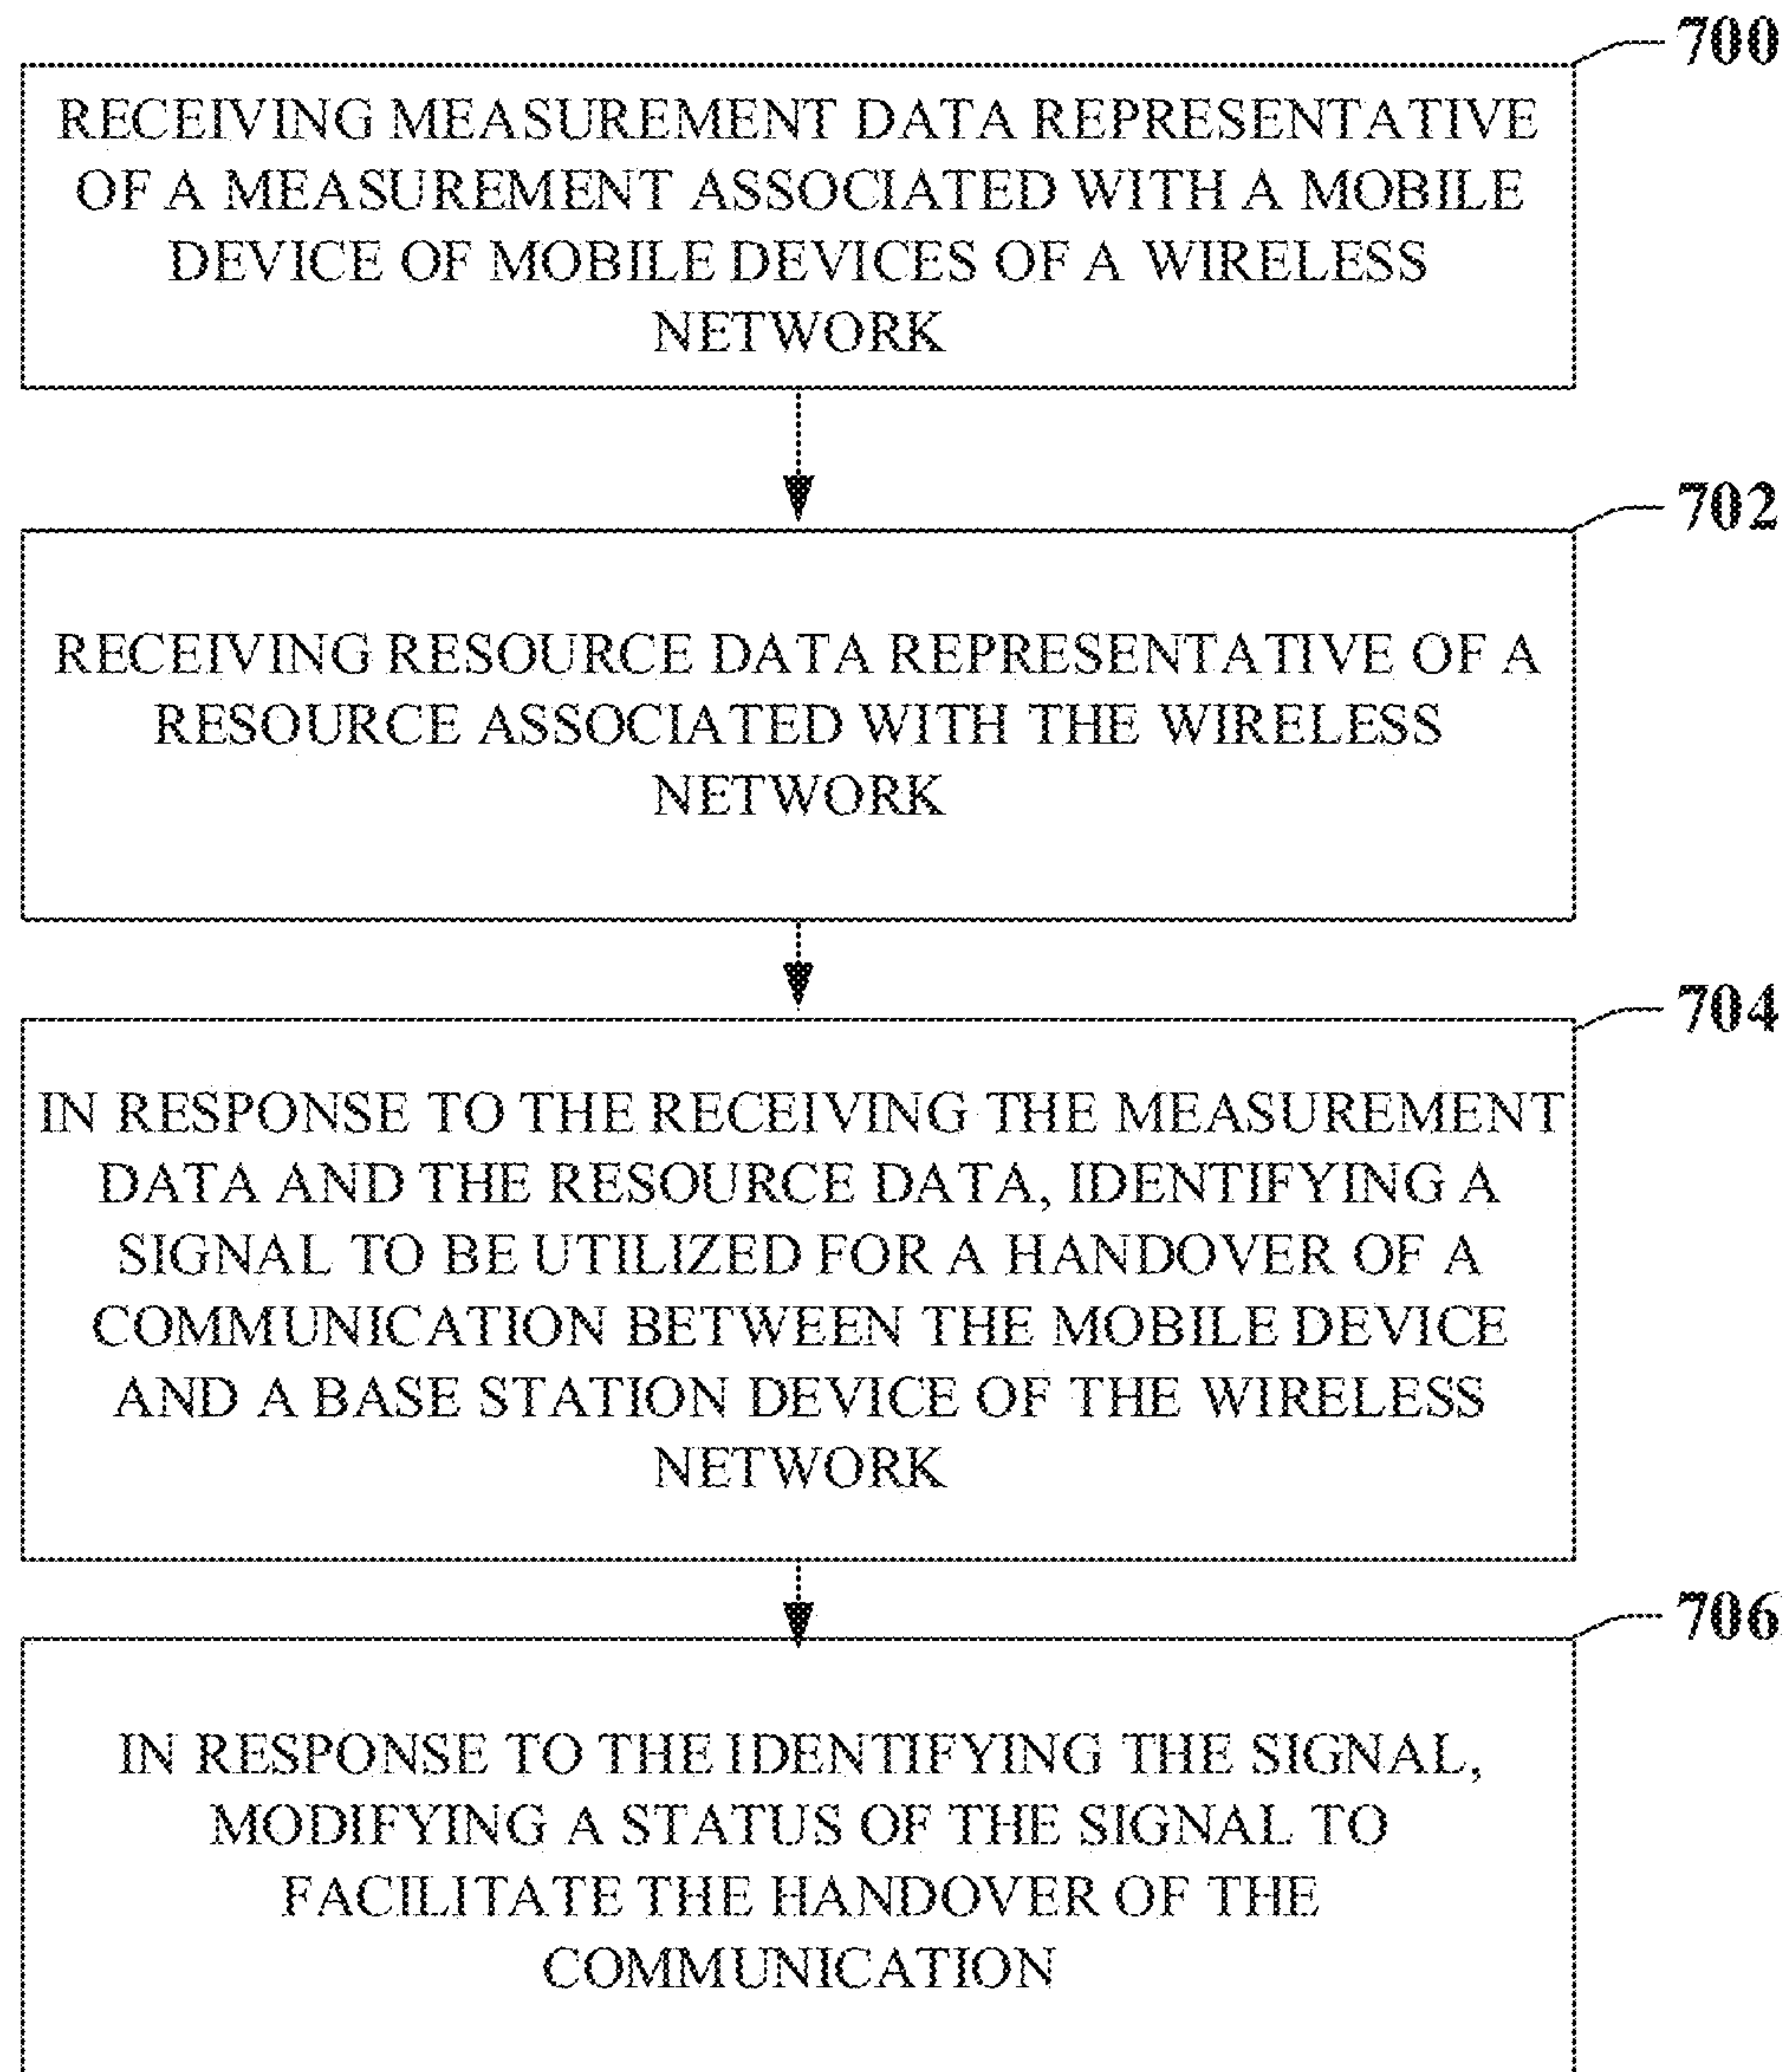 700
RECEIVING MEASUREMENT DATA REPRESENTATIVE
OF A MEASUREMENT ASSOCIATED WITH A MOBILE
DEVICE OF MOBILE DEVICES OF A WIRELESS
NETWORK
702
RECEIVING RESOURCE DATA REPRESENTATIVE OF A
RESOURCE ASSOCIATED WITH THE WIRELESS
NETWORK
704
IN RESPONSE TO THE RECEIVING THE MEASUREMENT
DATA AND THE RESOURCE DATA, IDENTIFYING A
SIGNAL TO BE UTILIZED FOR A HANDOVER OF A
COMMUNICATION BETWEEN THE MOBILE DEVICE
AND A BASE STATION DEVICE OF THE WIRELESS
NETWORK
706
IN RESPONSE TO THE IDENTIFYING THE SIGNAL,
MODIFYING A STATUS OF THE SIGNAL TO
FACILITATE THE HANDOVER OF THE
COMMUNICATION